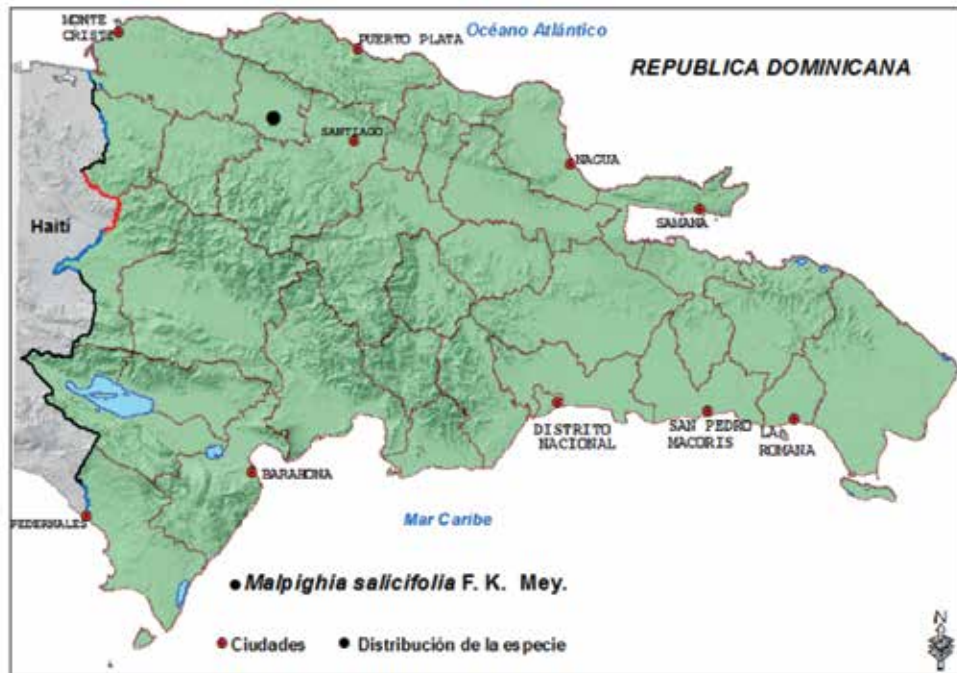 MONTE
CRISTI
PUERTO PLATA
Océano Atlántico
REPUBLICA DOMINICANA
SANTIAGO
NAGUA
Haití
SAMANA
DISTRITO
NACIONAL
SAN PEDRO
MACORIS
LA
ROMANA
BARAHONA
PEDERNALES
Mar Caribe
Malpighia salicifolia F. K. Mey.
Ciudades
Distribución de la especie
N